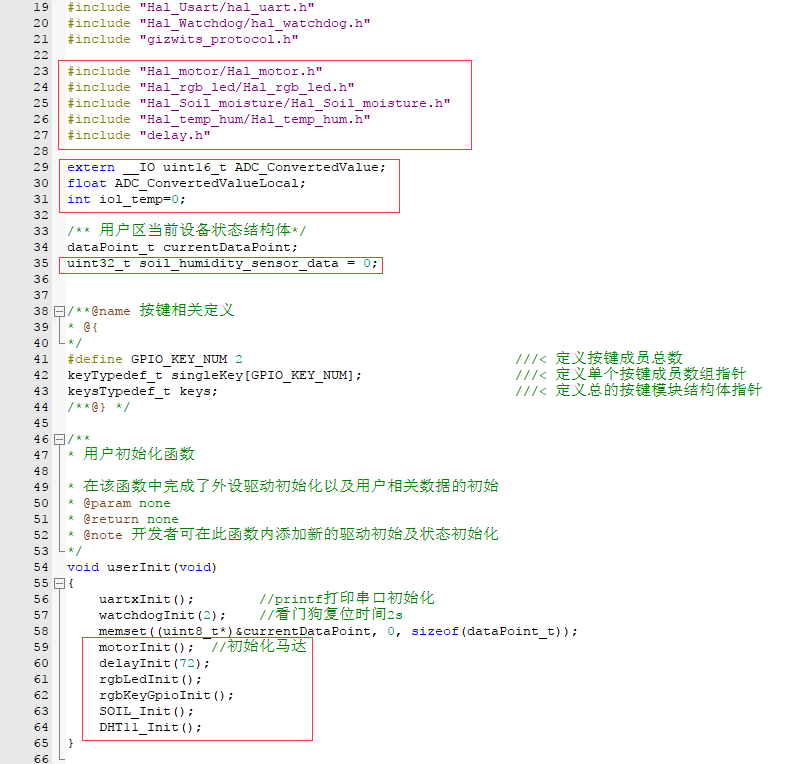 19 #include "Hal_Usart/hal_uart.h"
20 #include "Hal_Watchdog/hal_watchdog.h"
21 #include "gizwits_protocol.h"
22
23 #include "Hal_motor/Hal_motor.h"
24 #include "Hal_rgb_led/Hal_rgb_led.h"
25 #include "Hal_Soil_moisture/Hal_Soil_moisture.h"
26 #include "Hal_temp_hum/Hal_temp_hum.h"
27 #include "delay.h"
28
29 extern __IO uint16_t ADC_ConvertedValue;
30 float ADC_ConvertedValueLocal;
31 int iol_temp=0;
32
33 /** 用户区当前设备状态结构体*/
34 dataPoint_t currentDataPoint;
35 uint32_t soil_humidity_sensor_data = 0;
36
37
38 /**@name 按键相关定义
39 * @{
40 */
41 #define GPIO_KEY_NUM 2 ///< 定义按键成员总数
42 keyTypedef_t singleKey[GPIO_KEY_NUM]; ///< 定义单个按键成员数组指针
43 keysTypedef_t keys; ///< 定义总的按键模块结构体指针
44 /**@} */
45
46 /**
47 * 用户初始化函数
48
49 * 在该函数中完成了外设驱动初始化以及用户相关数据的初始
50 * @param none
51 * @return none
52 * @note 开发者可在此函数内添加新的驱动初始及状态初始化
53 */
54 void userInit(void)
55 {
56 uartxInit(); //printf打印串口初始化
57 watchdogInit(2); //看门狗复位时间2s
58 memset((uint8_t*)&currentDataPoint, 0, sizeof(dataPoint_t));
59 motorInit(); //初始化马达
60 delayInit(72);
61 rgbLedInit();
62 rgbKeyGpioInit();
63 SOIL_Init();
64 DHT11_Init();
65 }
66